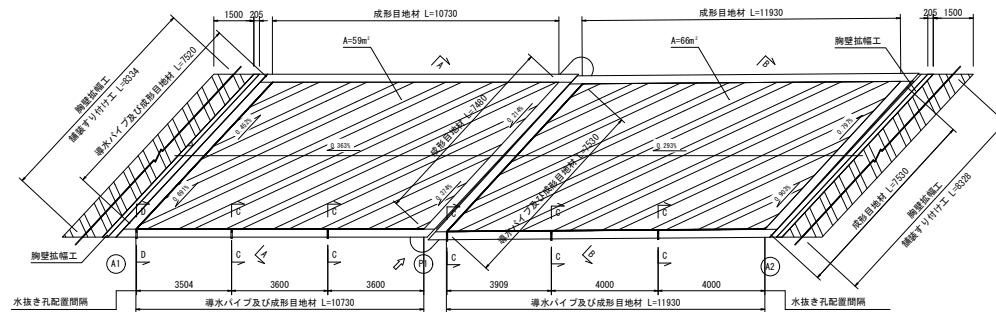 1500
205
成形目地材 L=10730
成形目地材 L=11930
205
1500
A=59㎡
A=66㎡
胸壁拡幅工
胸壁拡幅工
舗装すり付け工 L=8334
導水パイプ及び成形目地材 L=7520
A
B
成形目地材 L=7480
導水パイプ及び成形目地材 L=7530
0.363%
0.293%
成形目地材 L=7530
胸壁拡幅工
舗装すり付け工 L=8328
D
C
C
C
C
C
胸壁拡幅工
A1
D
C
A
C
P1
C
C
B
C
A2
3504
3600
3600
3909
4000
4000
水抜き孔配置間隔
導水パイプ及び成形目地材 L=10730
導水パイプ及び成形目地材 L=11930
水抜き孔配置間隔